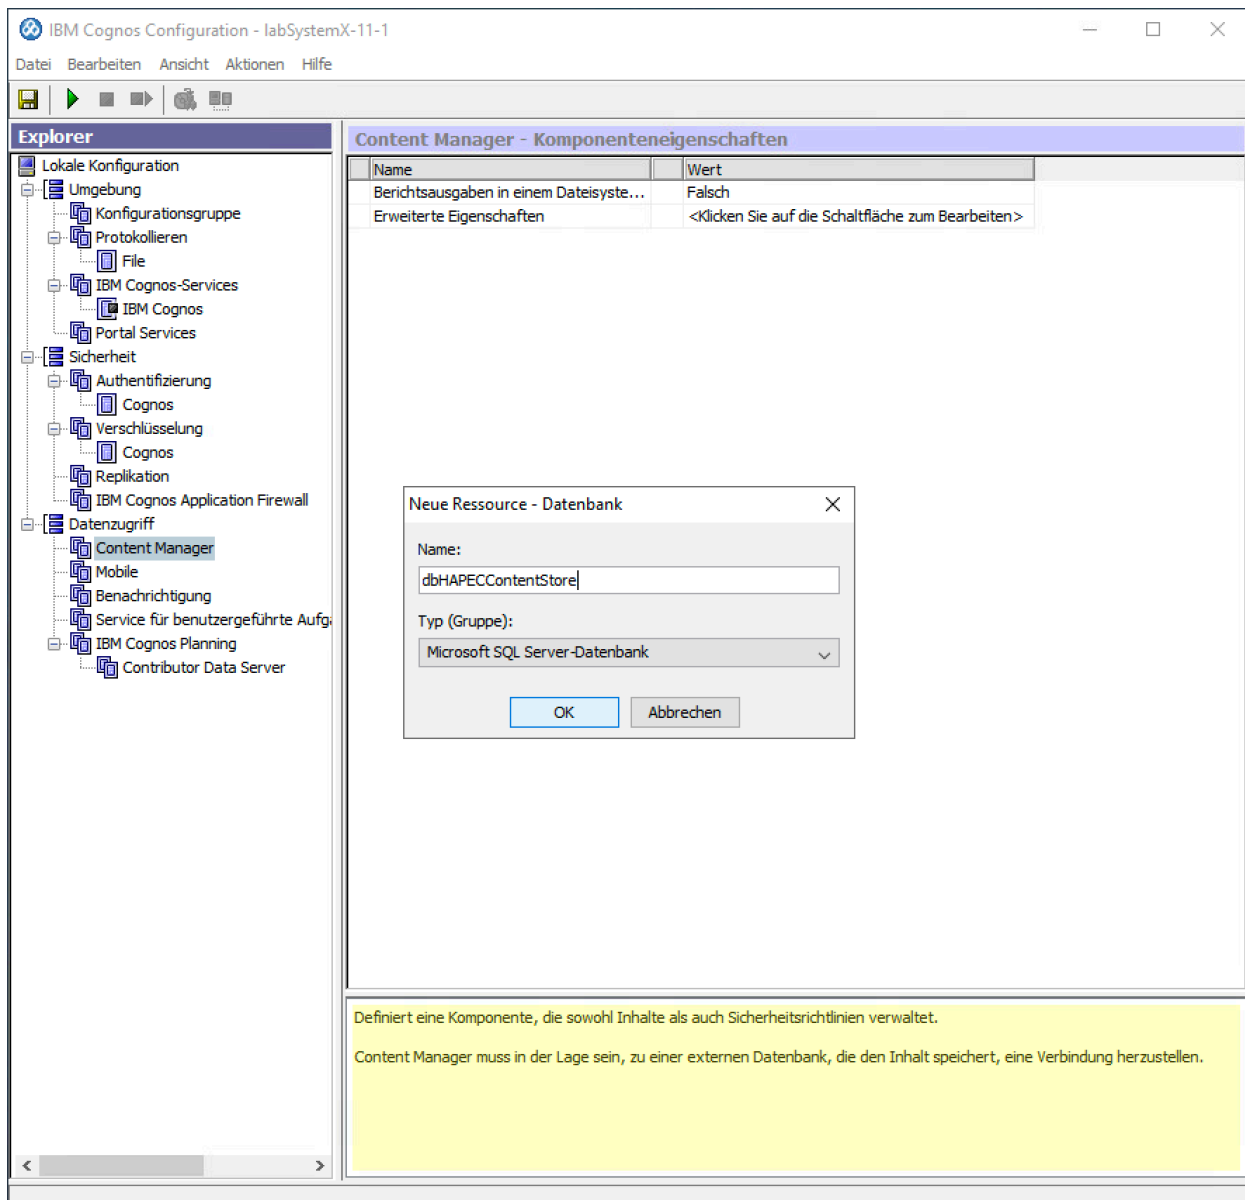 IBM Cognos Configuration - labSystemX-11-1
Datei Bearbeiten Ansicht Aktionen Hilfe
Explorer
Lokale Konfiguration
Umgebung
Konfigurationsgruppe
Protokollieren
File
IBM Cognos-Services
IBM Cognos
Portal Services
Sicherheit
Authentifizierung
Cognos
Verschlüsselung
Cognos
Replikation
IBM Cognos Application Firewall
Datenzugriff
Content Manager
Mobile
Benachrichtigung
Service für benutzergeführte Aufga
IBM Cognos Planning
Contributor Data Server
Content Manager - Komponenteneigenschaften
Name Wert
Berichtsausgaben in einem Dateisyste... Falsch
Erweiterte Eigenschaften <Klicken Sie auf die Schaltfläche zum Bearbeiten>
Neue Ressource - Datenbank
Name:
dbHAPECContentStore
Typ (Gruppe):
Microsoft SQL Server-Datenbank
OK Abbrechen
Definiert eine Komponente, die sowohl Inhalte als auch Sicherheitsrichtlinien verwaltet.
Content Manager muss in der Lage sein, zu einer externen Datenbank, die den Inhalt speichert, eine Verbindung herzustellen.